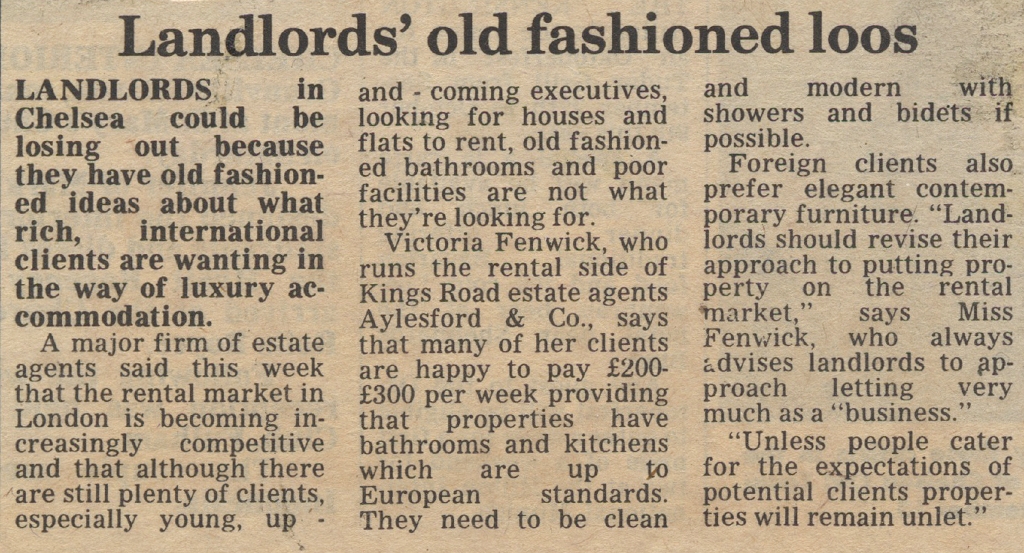 Landlords' old fashioned loos
LANDLORDS in
Chelsea could be
losing out because
they have old fashion-
ed ideas about what
rich, international
clients are wanting in
the way of luxury ac-
commodation.
A major firm of estate
agents said this week
that the rental market in
London is becoming in-
creasingly competitive
and that although there
are still plenty of clients,
especially young, up -
and - coming executives,
looking for houses and
flats to rent, old fashion-
ed bathrooms and poor
facilities are not what
they're looking for.
Victoria Fenwick, who
runs the rental side of
Kings Road estate agents
Aylesford & Co., says
that many of her clients
are happy to pay £200-
£300 per week providing
that properties have
bathrooms and kitchens
which are up to
European standards.
They need to be clean
and modern with
showers and bidets if
possible.
Foreign clients also
prefer elegant contem-
porary furniture. "Land-
lords should revise their
approach to putting pro-
perty on the rental
market," says Miss
Fenwick, who always
advises landlords to ap-
proach letting very
much as a "business."
"Unless people cater
for the expectations of
potential clients proper-
ties will remain unlet."